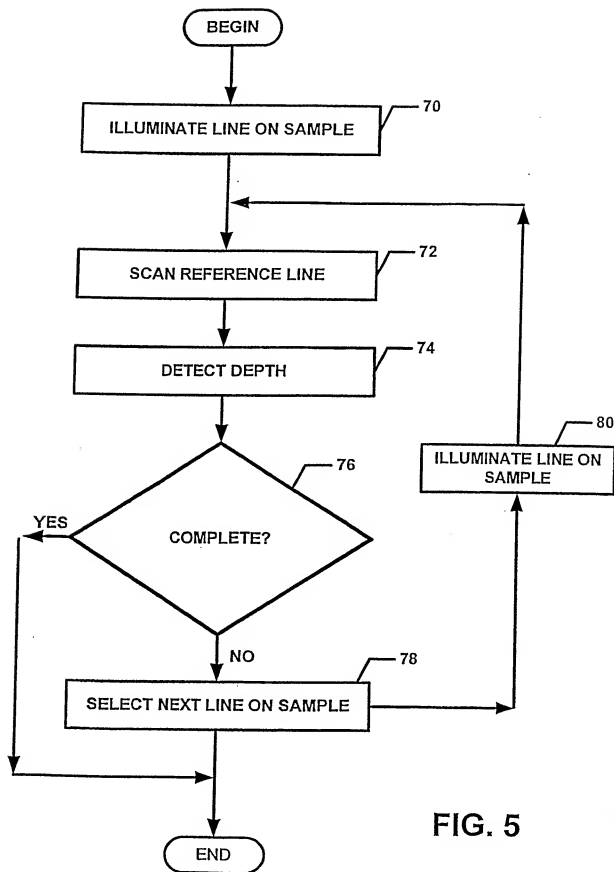 BEGIN
70
ILLUMINATE LINE ON SAMPLE
72
SCAN REFERENCE LINE
74
DETECT DEPTH
80
ILLUMINATE LINE ON
SAMPLE
76
YES
COMPLETE?
NO
78
SELECT NEXT LINE ON SAMPLE
FIG. 5
END